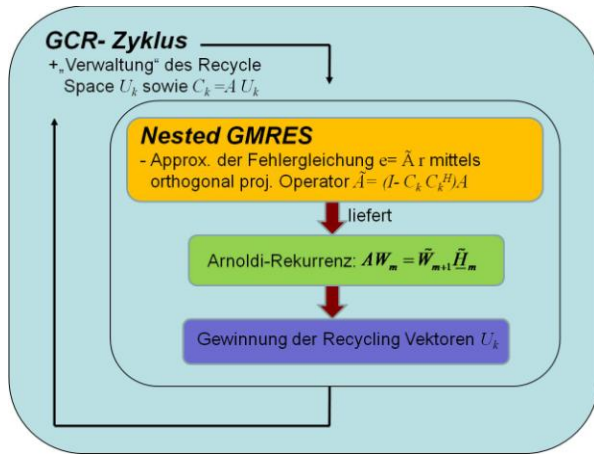 GCR- Zyklus
+„Verwaltung“ des Recycle
Space U_k sowie C_k =A U_k
Nested GMRES
- Approx. der Fehlergleichung e= Ã r mittels
orthogonal proj. Operator Ã= (I- C_k C_k^H)A
liefert
Arnoldi-Rekurrenz: AW_m = W̃_{m+1} H̲̃_m
Gewinnung der Recycling Vektoren U_k